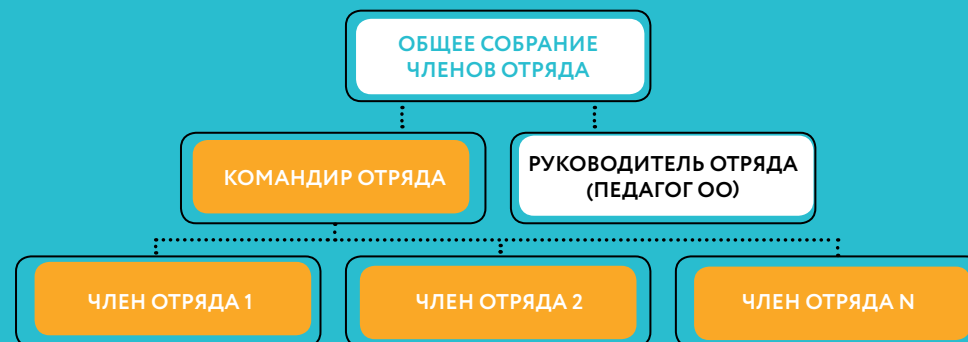 ОБЩЕЕ СОБРАНИЕ
ЧЛЕНОВ ОТРЯДА
КОМАНДИР ОТРЯДА
РУКОВОДИТЕЛЬ ОТРЯДА
(ПЕДАГОГ ОО)
ЧЛЕН ОТРЯДА 1
ЧЛЕН ОТРЯДА 2
ЧЛЕН ОТРЯДА N